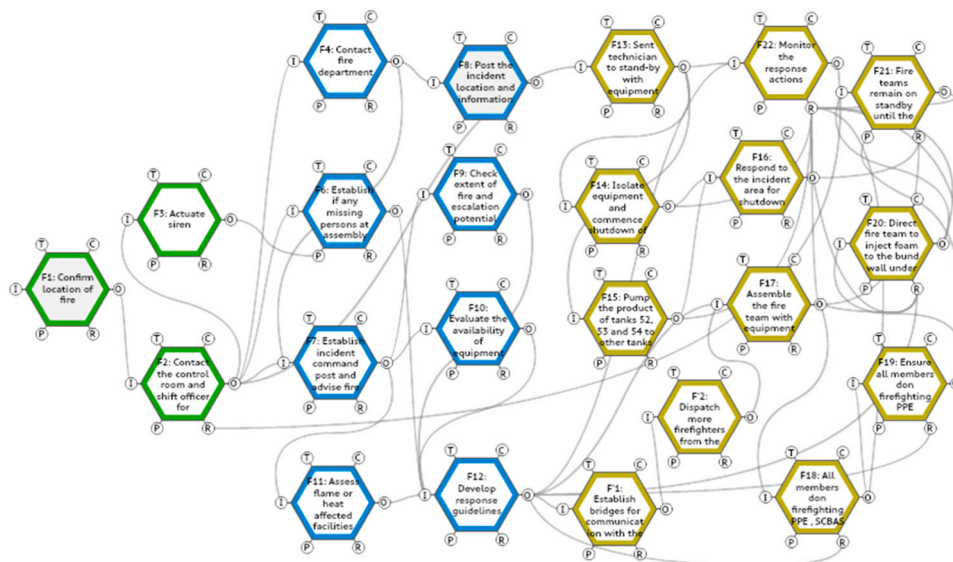 F1: Confirm
location of
fire
F2: Contact
the control
room and
shift officer
for
F3: Actuate
siren
F4: Contact
fire
department
F6: Establish
if any
missing
persons at
assembly
F7: Establish
incident
command
post and
advise fire
F11: Assess
flame or
heat
affected
facilities
F8: Post the
incident
location and
information
F9: Check
extent of
fire and
escalation
potential
F10:
Evaluate the
availability
of
equipment
F12:
Develop
response
guidelines
F13: Sent
technician
to stand-by
with
equipment
F14: Isolate
equipment
and
commence
shutdown of
F15: Pump
the product
of tanks 52,
53 and 54 to
other tanks
F'1:
Establish
bridges for
communicat
ion with the
F'2:
Dispatch
more
firefighters
from the
F22: Monitor
the
response
actions
F16:
Respond to
the incident
area for
shutdown
F17:
Assemble
the fire
team with
equipment
F18: All
members
don
firefighting
PPE , SCBAS
F21: Fire
teams
remain on
standby
until the
F20: Direct
fire team to
inject foam
to the bund
wall under
F19: Ensure
all members
don
firefighting
PPE